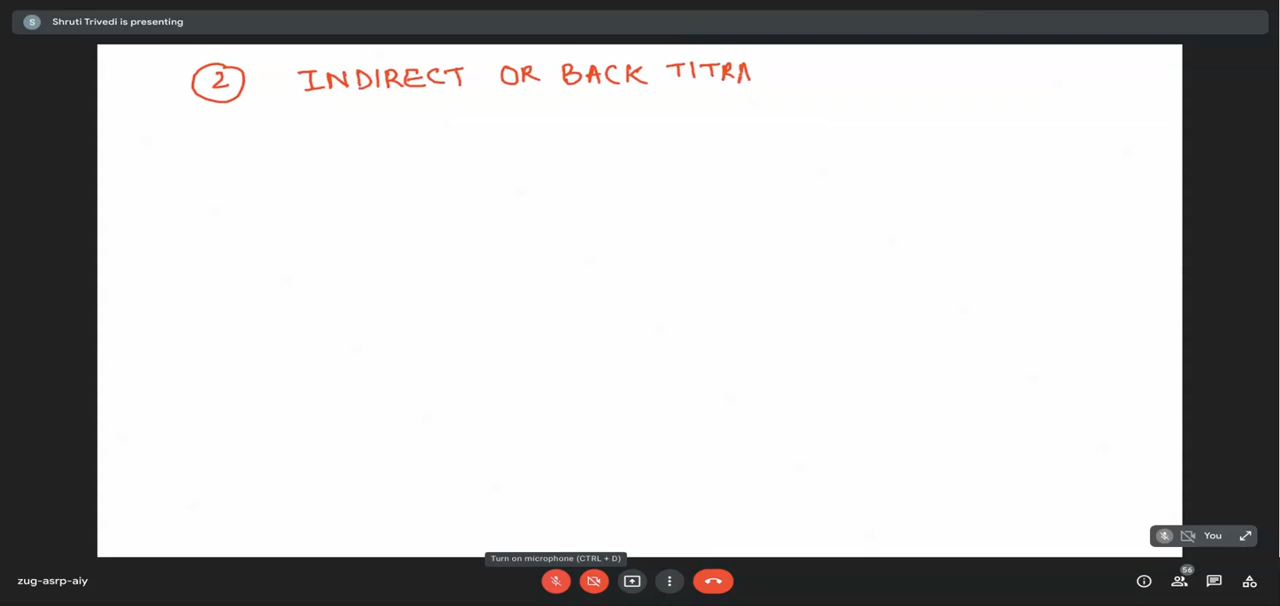 S Shruti Trivedi is presenting
2 INDIRECT OR BACK TITRA
You
Turn on microphone (CTRL + D)
zug-asrp-aiy
56